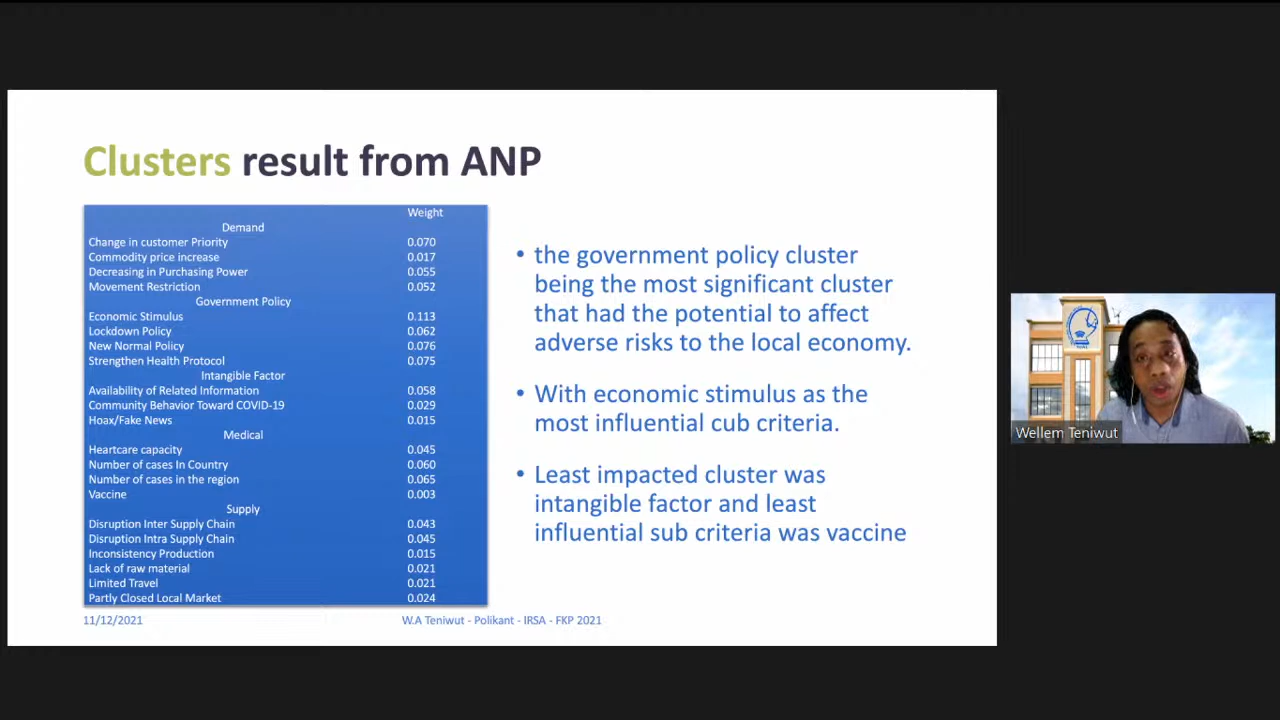 Clusters result from ANP
Weight
Demand
Change in customer Priority 0.070
Commodity price increase 0.017
Decreasing in Purchasing Power 0.055
Movement Restriction 0.052
Government Policy
Economic Stimulus 0.113
Lockdown Policy 0.062
New Normal Policy 0.076
Strengthen Health Protocol 0.075
Intangible Factor
Availability of Related Information 0.058
Community Behavior Toward COVID-19 0.029
Hoax/Fake News 0.015
Medical
Heartcare capacity 0.045
Number of cases In Country 0.060
Number of cases in the region 0.065
Vaccine 0.003
Supply
Disruption Inter Supply Chain 0.043
Disruption Intra Supply Chain 0.045
Inconsistency Production 0.015
Lack of raw material 0.021
Limited Travel 0.021
Partly Closed Local Market 0.024
• the government policy cluster
being the most significant cluster
that had the potential to affect
adverse risks to the local economy.
• With economic stimulus as the
most influential cub criteria.
• Least impacted cluster was
intangible factor and least
influential sub criteria was vaccine
11/12/2021
W.A Teniwut - Polikant - IRSA - FKP 2021
Wellem Teniwut